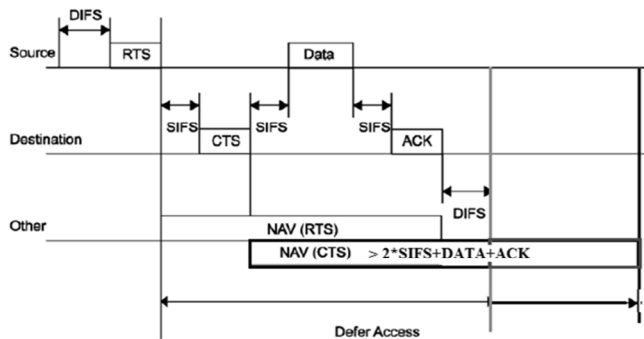 DIFS
Source
RTS
Data
SIFS
SIFS
SIFS
Destination
CTS
ACK
DIFS
Other
NAV (RTS)
NAV (CTS) > 2*SIFS+DATA+ACK
Defer Access